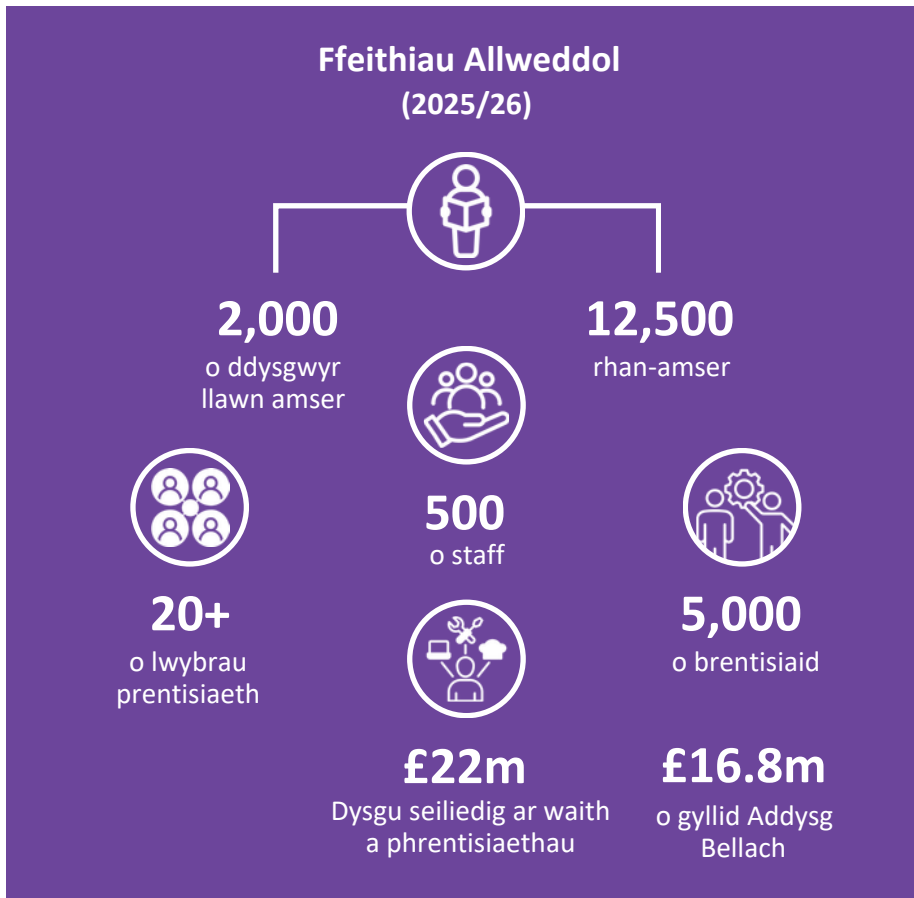 Ffeithiau Allweddol
(2025/26)
2,000
o ddysgwyr
llawn amser
12,500
rhan-amser
500
o staff
20+
o lwybrau
prentisiaeth
5,000
o brentisiaid
£22m
Dysgu seiliedig ar waith
a phrentisiaethau
£16.8m
o gyllid Addysg
Bellach